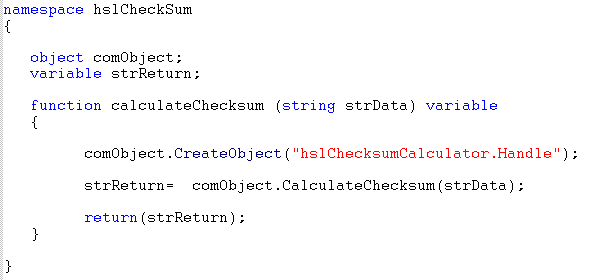 namespace hslCheckSum
{
object comObject;
variable strReturn;
function calculateChecksum (string strData) variable
{
comObject.CreateObject("hslChecksumCalculator.Handle");
strReturn=  comObject.CalculateChecksum(strData);
return(strReturn);
}
}